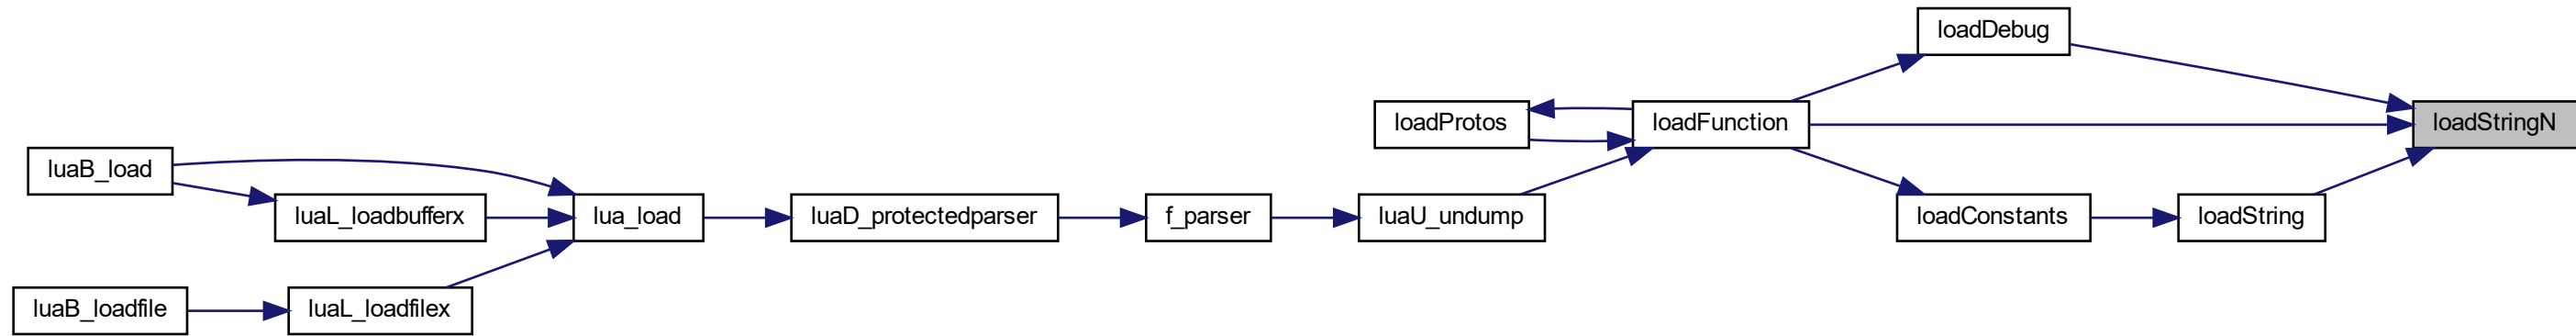 loadDebug
loadProtos
loadFunction
loadStringN
luaB_load
luaL_loadbufferx
lua_load
luaD_protectedparser
f_parser
luaU_undump
loadConstants
loadString
luaB_loadfile
luaL_loadfilex